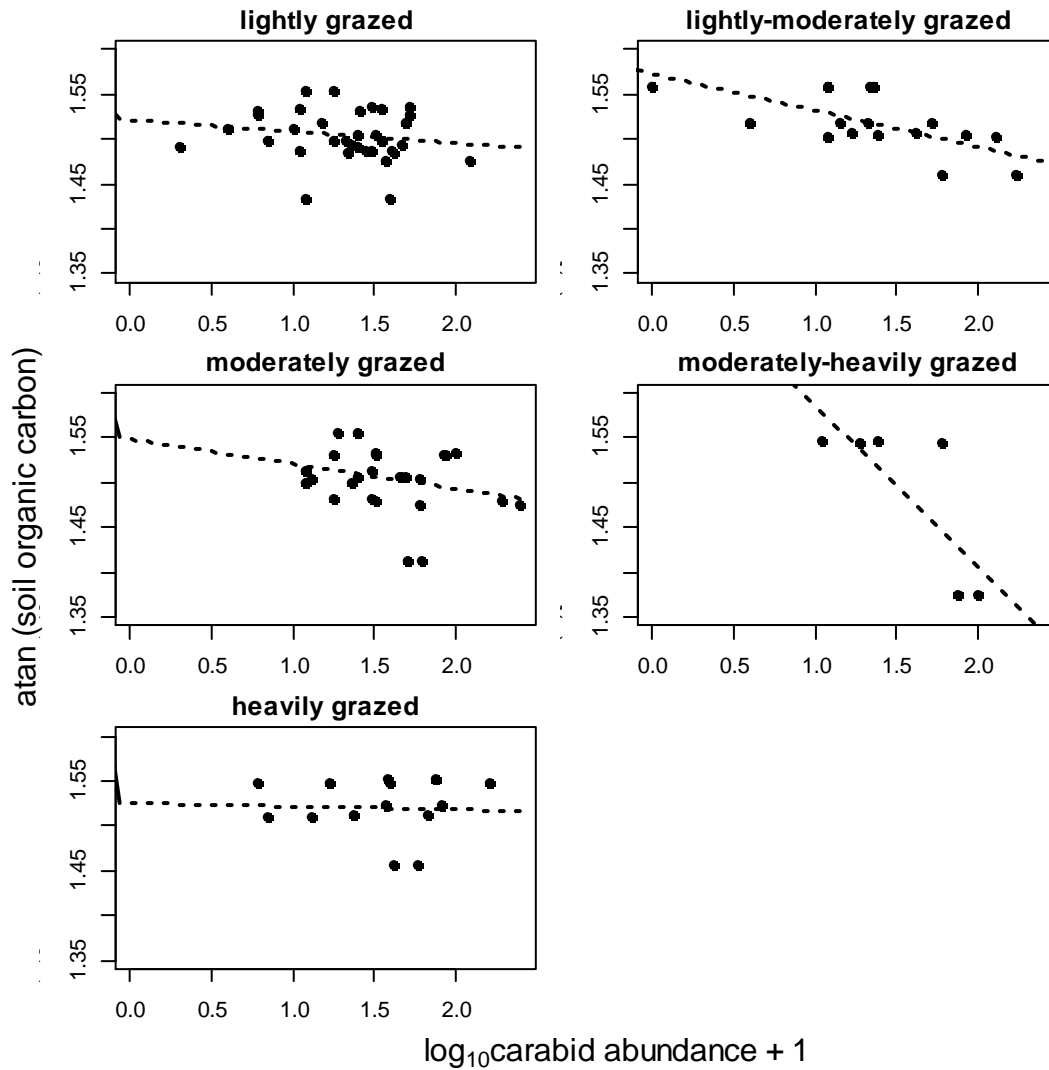 lightly grazed
lightly-moderately grazed
1.35 1.45 1.55
1.35 1.45 1.55
0.0 0.5 1.0 1.5 2.0
0.0 0.5 1.0 1.5 2.0
moderately grazed
moderately-heavily grazed
1.35 1.45 1.55
1.35 1.45 1.55
0.0 0.5 1.0 1.5 2.0
0.0 0.5 1.0 1.5 2.0
atan (soil organic carbon)
heavily grazed
1.35 1.45 1.55
0.0 0.5 1.0 1.5 2.0
log₁₀carabid abundance + 1